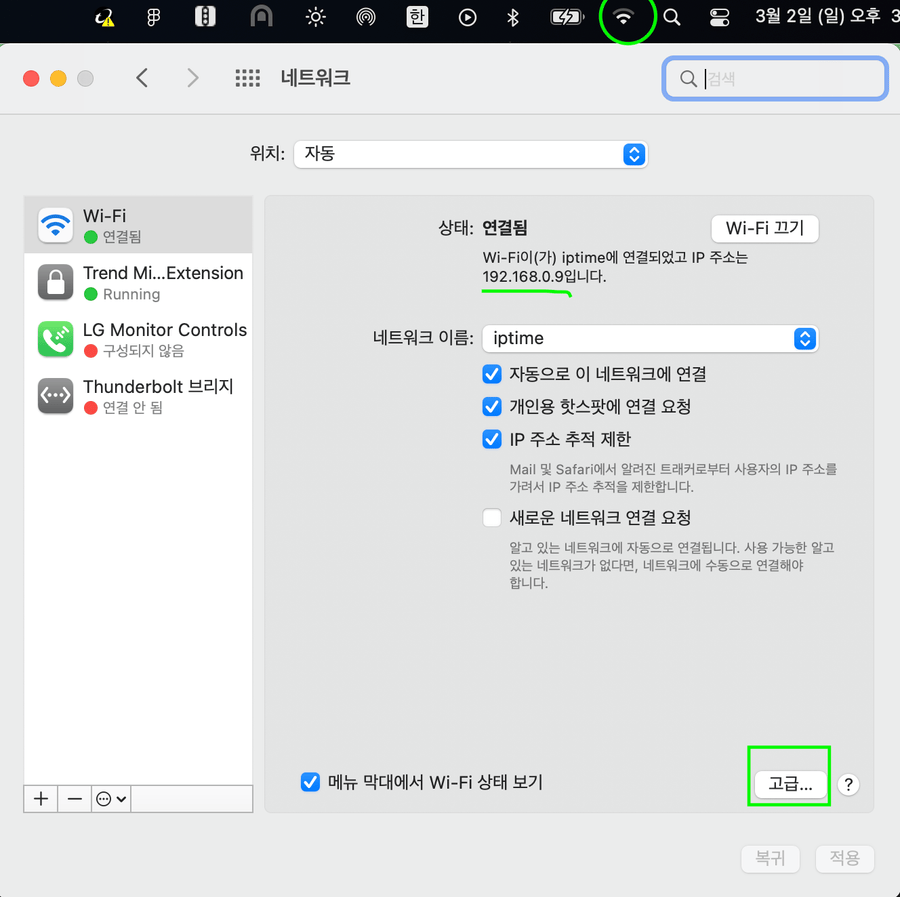 한
3월 2일 (일) 오후 3
네트워크
검색
위치: 자동
Wi-Fi
연결됨
Trend Mi...Extension
Running
LG Monitor Controls
구성되지 않음
Thunderbolt 브리지
연결 안 됨
상태: 연결됨
Wi-Fi 끄기
Wi-Fi이(가) iptime에 연결되었고 IP 주소는
192.168.0.9입니다.
네트워크 이름: iptime
자동으로 이 네트워크에 연결
개인용 핫스팟에 연결 요청
IP 주소 추적 제한
Mail 및 Safari에서 알려진 트래커로부터 사용자의 IP 주소를
가려서 IP 주소 추적을 제한합니다.
새로운 네트워크 연결 요청
알고 있는 네트워크에 자동으로 연결됩니다. 사용 가능한 알고
있는 네트워크가 없다면, 네트워크에 수동으로 연결해야
합니다.
메뉴 막대에서 Wi-Fi 상태 보기
고급...
?
복귀
적용